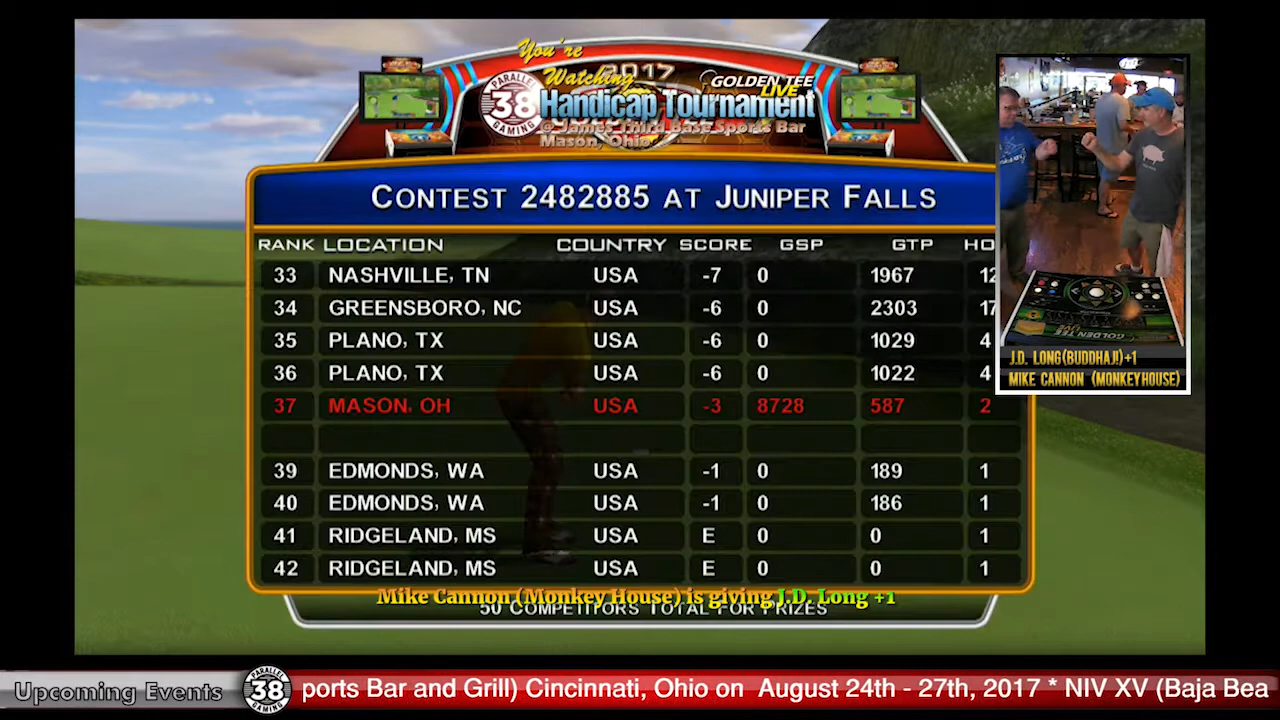 You're
Watching
2017
GOLDEN TEE
LIVE
PARALLEL
38
GAMING
Handicap Tournament
@ James Third Base Sports Bar
Mason, Ohio
CONTEST 2482885 AT JUNIPER FALLS
RANK LOCATION COUNTRY SCORE GSP GTP HO
33 NASHVILLE, TN USA -7 0 1967 12
34 GREENSBORO, NC USA -6 0 2303 17
35 PLANO, TX USA -6 0 1029 4
36 PLANO, TX USA -6 0 1022 4
37 MASON, OH USA -3 8728 587 2
39 EDMONDS, WA USA -1 0 189 1
40 EDMONDS, WA USA -1 0 186 1
41 RIDGELAND, MS USA E 0 0 1
42 RIDGELAND, MS USA E 0 0 1
Mike Cannon (Monkey House) is giving J.D. Long +1
50 COMPETITORS TOTAL FOR PRIZES
GOLDEN TEE
J.D. LONG(BUDDHAJI)+1
MIKE CANNON (MONKEYHOUSE)
Upcoming Events
PARALLEL
38
GAMING
ports Bar and Grill) Cincinnati, Ohio on August 24th - 27th, 2017 * NIV XV (Baja Bea